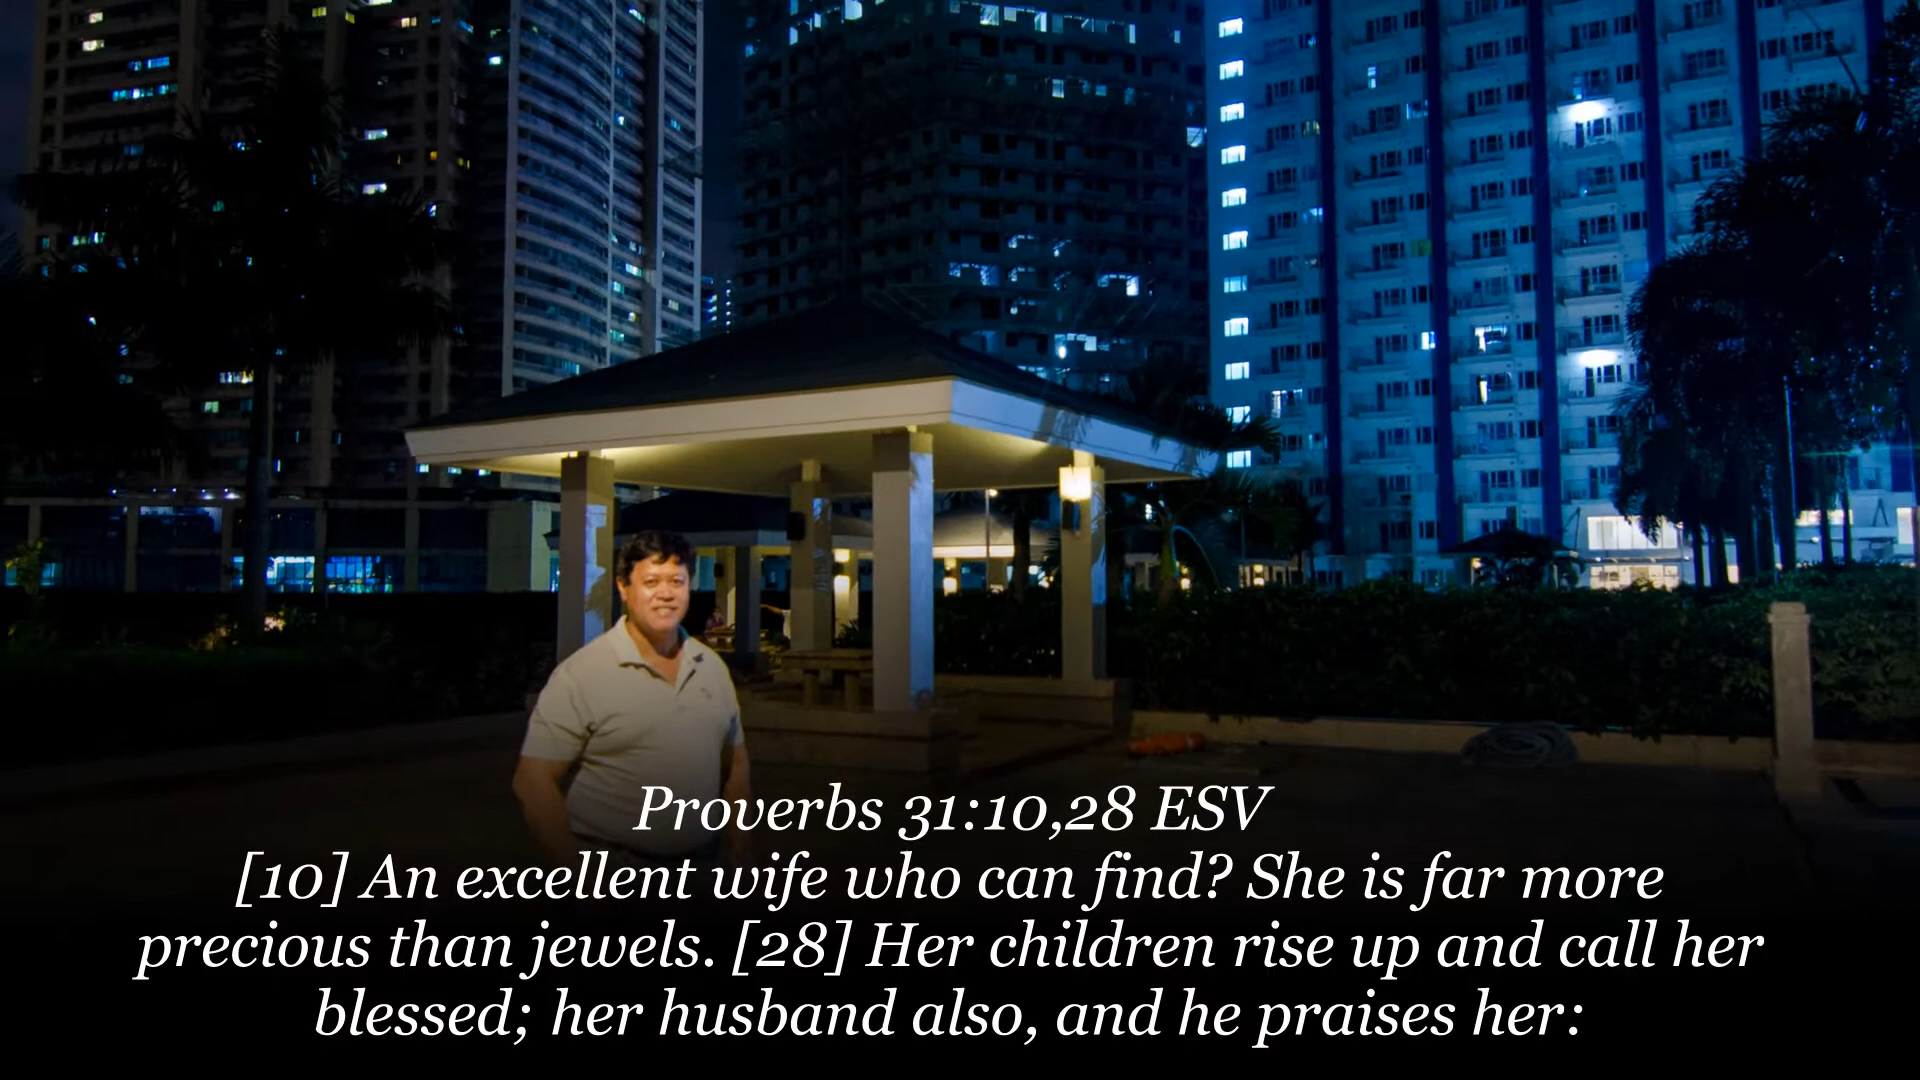 Proverbs 31:10,28 ESV
[10] An excellent wife who can find? She is far more
precious than jewels. [28] Her children rise up and call her
blessed; her husband also, and he praises her: